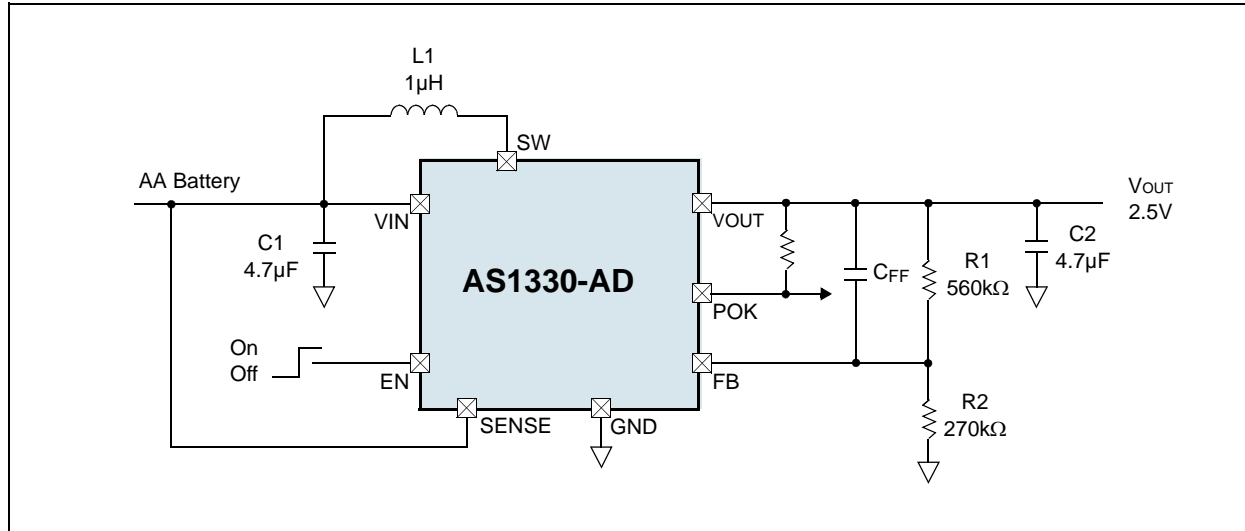 L1
1µH
SW
AA Battery
VIN
VOUT
VOUT
2.5V
C1
4.7µF
AS1330-AD
CFF
R1
560kΩ
C2
4.7µF
POK
On
Off
EN
FB
SENSE
GND
R2
270kΩ